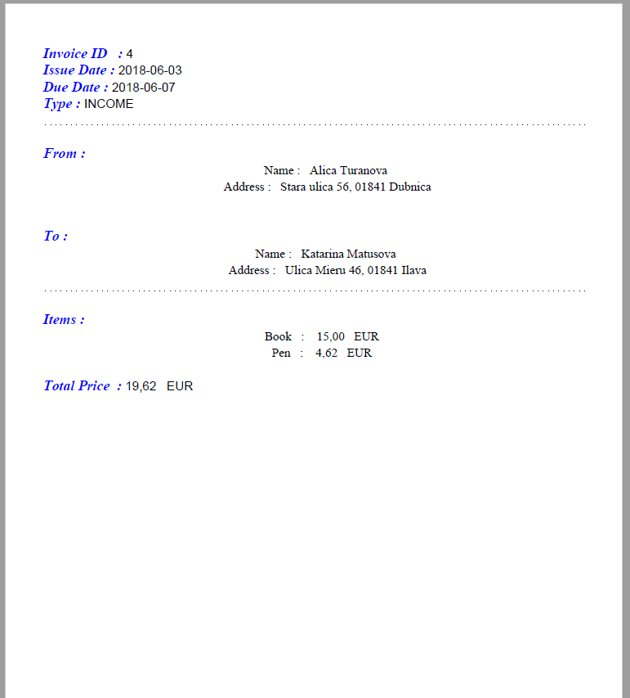 Invoice ID : 4
Issue Date : 2018-06-03
Due Date : 2018-06-07
Type : INCOME
From :
Name : Alica Turanova
Address : Stara ulica 56, 01841 Dubnica
To :
Name : Katarina Matusova
Address : Ulica Mieru 46, 01841 Ilava
Items :
Book : 15,00 EUR
Pen : 4,62 EUR
Total Price : 19,62 EUR